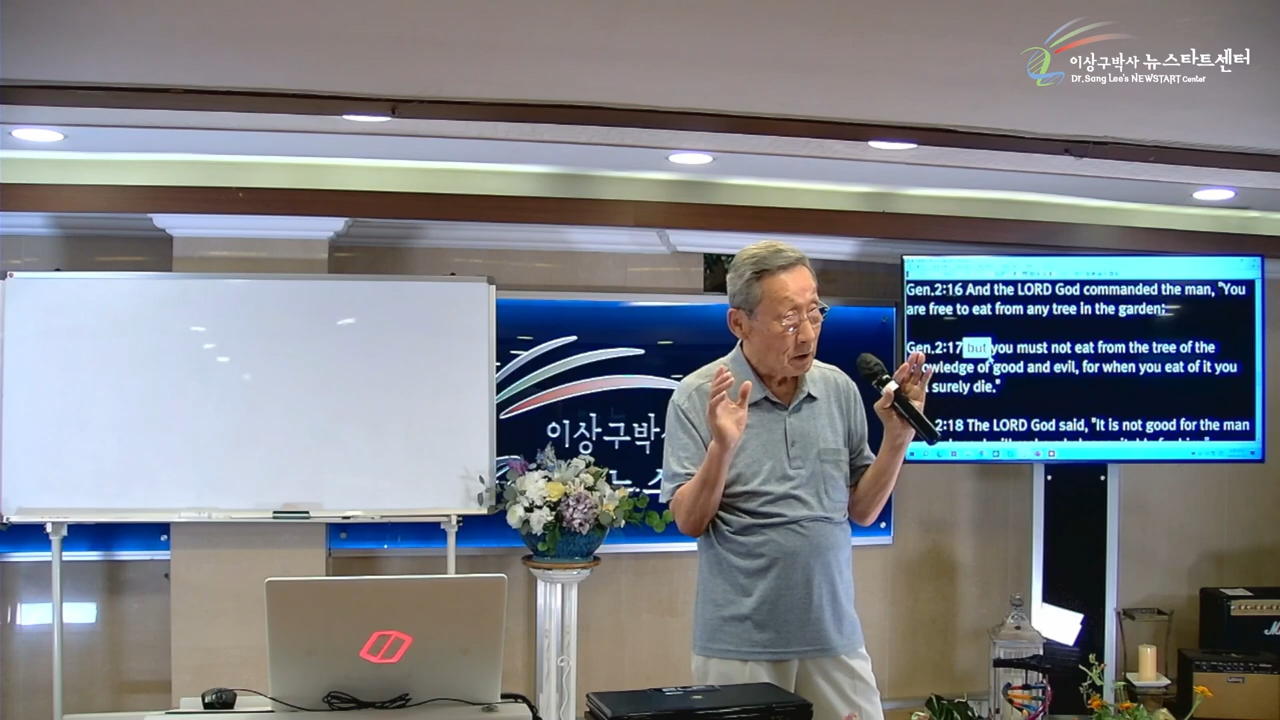 이상구박사 뉴스타트센터
Dr. Sang Lee's NEWSTART Center
Gen.2:16 And the LORD God commanded the man, "You
are free to eat from any tree in the garden;
Gen.2:17 but you must not eat from the tree of the
knowledge of good and evil, for when you eat of it you
surely die."
2:18 The LORD God said, "It is not good for the man
이상구박사
뉴스